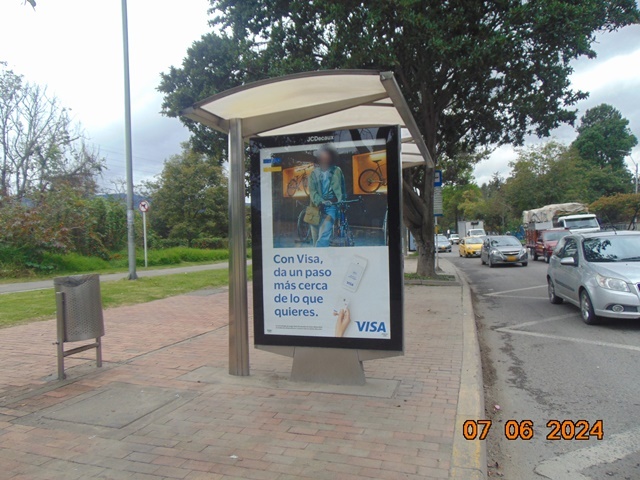 JCDecaux
Con Visa,
da un paso
más cerca
de lo que
quieres.
VISA
07 06 2024